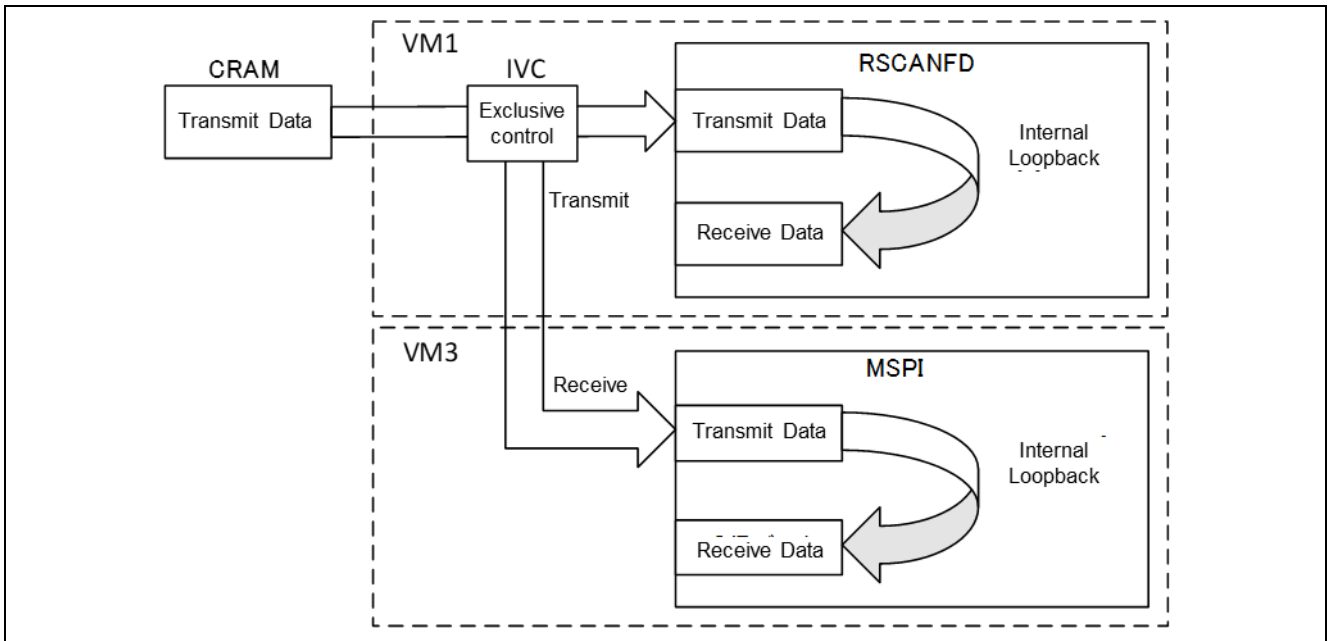 VM1
CRAM
IVC
RSCANFD
Transmit Data
Exclusive
control
Transmit Data
Internal
Loopback
Transmit
Receive Data
VM3
MSPI
Receive
Transmit Data
Internal
Loopback
Receive Data